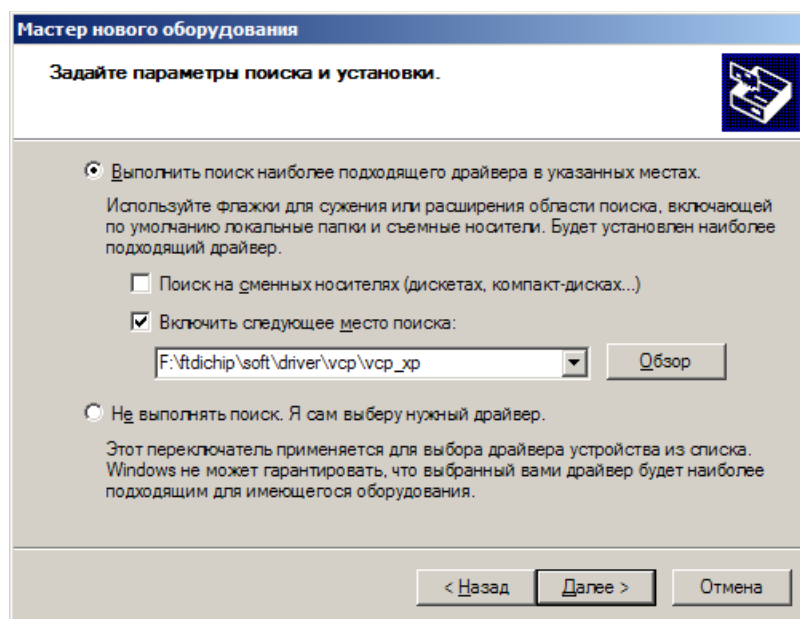 Мастер нового оборудования
Задайте параметры поиска и установки.
Выполнить поиск наиболее подходящего драйвера в указанных местах.
Используйте флажки для сужения или расширения области поиска, включающей
по умолчанию локальные папки и съемные носители. Будет установлен наиболее
подходящий драйвер.
Поиск на сменных носителях (дискетах, компакт-дисках...)
Включить следующее место поиска:
F:\ftdichip\soft\driver\vcp\vcp_xp
Обзор
Не выполнять поиск. Я сам выберу нужный драйвер.
Этот переключатель применяется для выбора драйвера устройства из списка.
Windows не может гарантировать, что выбранный вами драйвер будет наиболее
подходящим для имеющегося оборудования.
< Назад Далее > Отмена